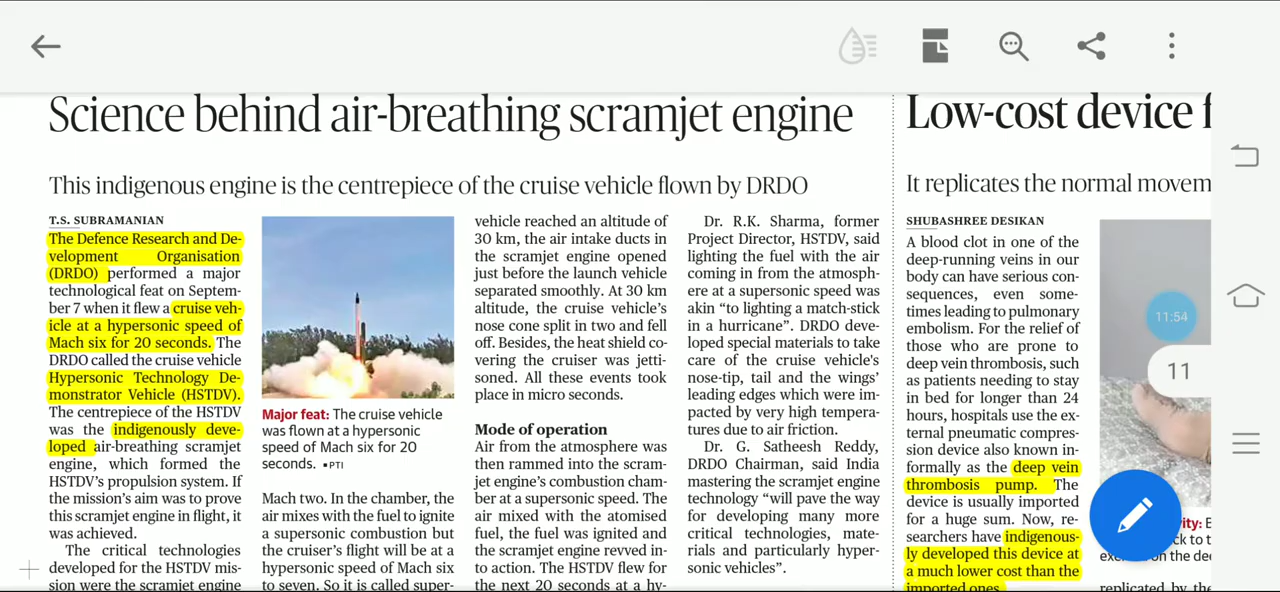 Science behind air-breathing scramjet engine
This indigenous engine is the centrepiece of the cruise vehicle flown by DRDO
T.S. SUBRAMANIAN
The Defence Research and De-
velopment Organisation
(DRDO) performed a major
technological feat on Septem-
ber 7 when it flew a cruise veh-
icle at a hypersonic speed of
Mach six for 20 seconds. The
DRDO called the cruise vehicle
Hypersonic Technology De-
monstrator Vehicle (HSTDV).
The centrepiece of the HSTDV
was the indigenously deve-
loped air-breathing scramjet
engine, which formed the
HSTDV's propulsion system. If
the mission's aim was to prove
this scramjet engine in flight, it
was achieved.
The critical technologies
developed for the HSTDV mis-
sion were the scramjet engine
Major feat: The cruise vehicle
was flown at a hypersonic
speed of Mach six for 20
seconds. ▪PTI
Mach two. In the chamber, the
air mixes with the fuel to ignite
a supersonic combustion but
the cruiser's flight will be at a
hypersonic speed of Mach six
to seven. So it is called super-
vehicle reached an altitude of
30 km, the air intake ducts in
the scramjet engine opened
just before the launch vehicle
separated smoothly. At 30 km
altitude, the cruise vehicle's
nose cone split in two and fell
off. Besides, the heat shield co-
vering the cruiser was jetti-
soned. All these events took
place in micro seconds.
Mode of operation
Air from the atmosphere was
then rammed into the scram-
jet engine's combustion cham-
ber at a supersonic speed. The
air mixed with the atomised
fuel, the fuel was ignited and
the scramjet engine revved in-
to action. The HSTDV flew for
the next 20 seconds at a hy-
Dr. R.K. Sharma, former
Project Director, HSTDV, said
lighting the fuel with the air
coming in from the atmosph-
ere at a supersonic speed was
akin "to lighting a match-stick
in a hurricane". DRDO deve-
loped special materials to take
care of the cruise vehicle's
nose-tip, tail and the wings'
leading edges which were im-
pacted by very high tempera-
tures due to air friction.
Dr. G. Satheesh Reddy,
DRDO Chairman, said India
mastering the scramjet engine
technology "will pave the way
for developing many more
critical technologies, mate-
rials and particularly hyper-
sonic vehicles".
Low-cost device f
It replicates the normal movem
SHUBASHREE DESIKAN
A blood clot in one of the
deep-running veins in our
body can have serious con-
sequences, even some-
times leading to pulmonary
embolism. For the relief of
those who are prone to
deep vein thrombosis, such
as patients needing to stay
in bed for longer than 24
hours, hospitals use the ex-
ternal pneumatic compres-
sion device also known in-
formally as the deep vein
thrombosis pump. The
device is usually imported
for a huge sum. Now, re-
searchers have indigenous-
ly developed this device at
a much lower cost than the
imported ones.
11:54
11
replicated by the